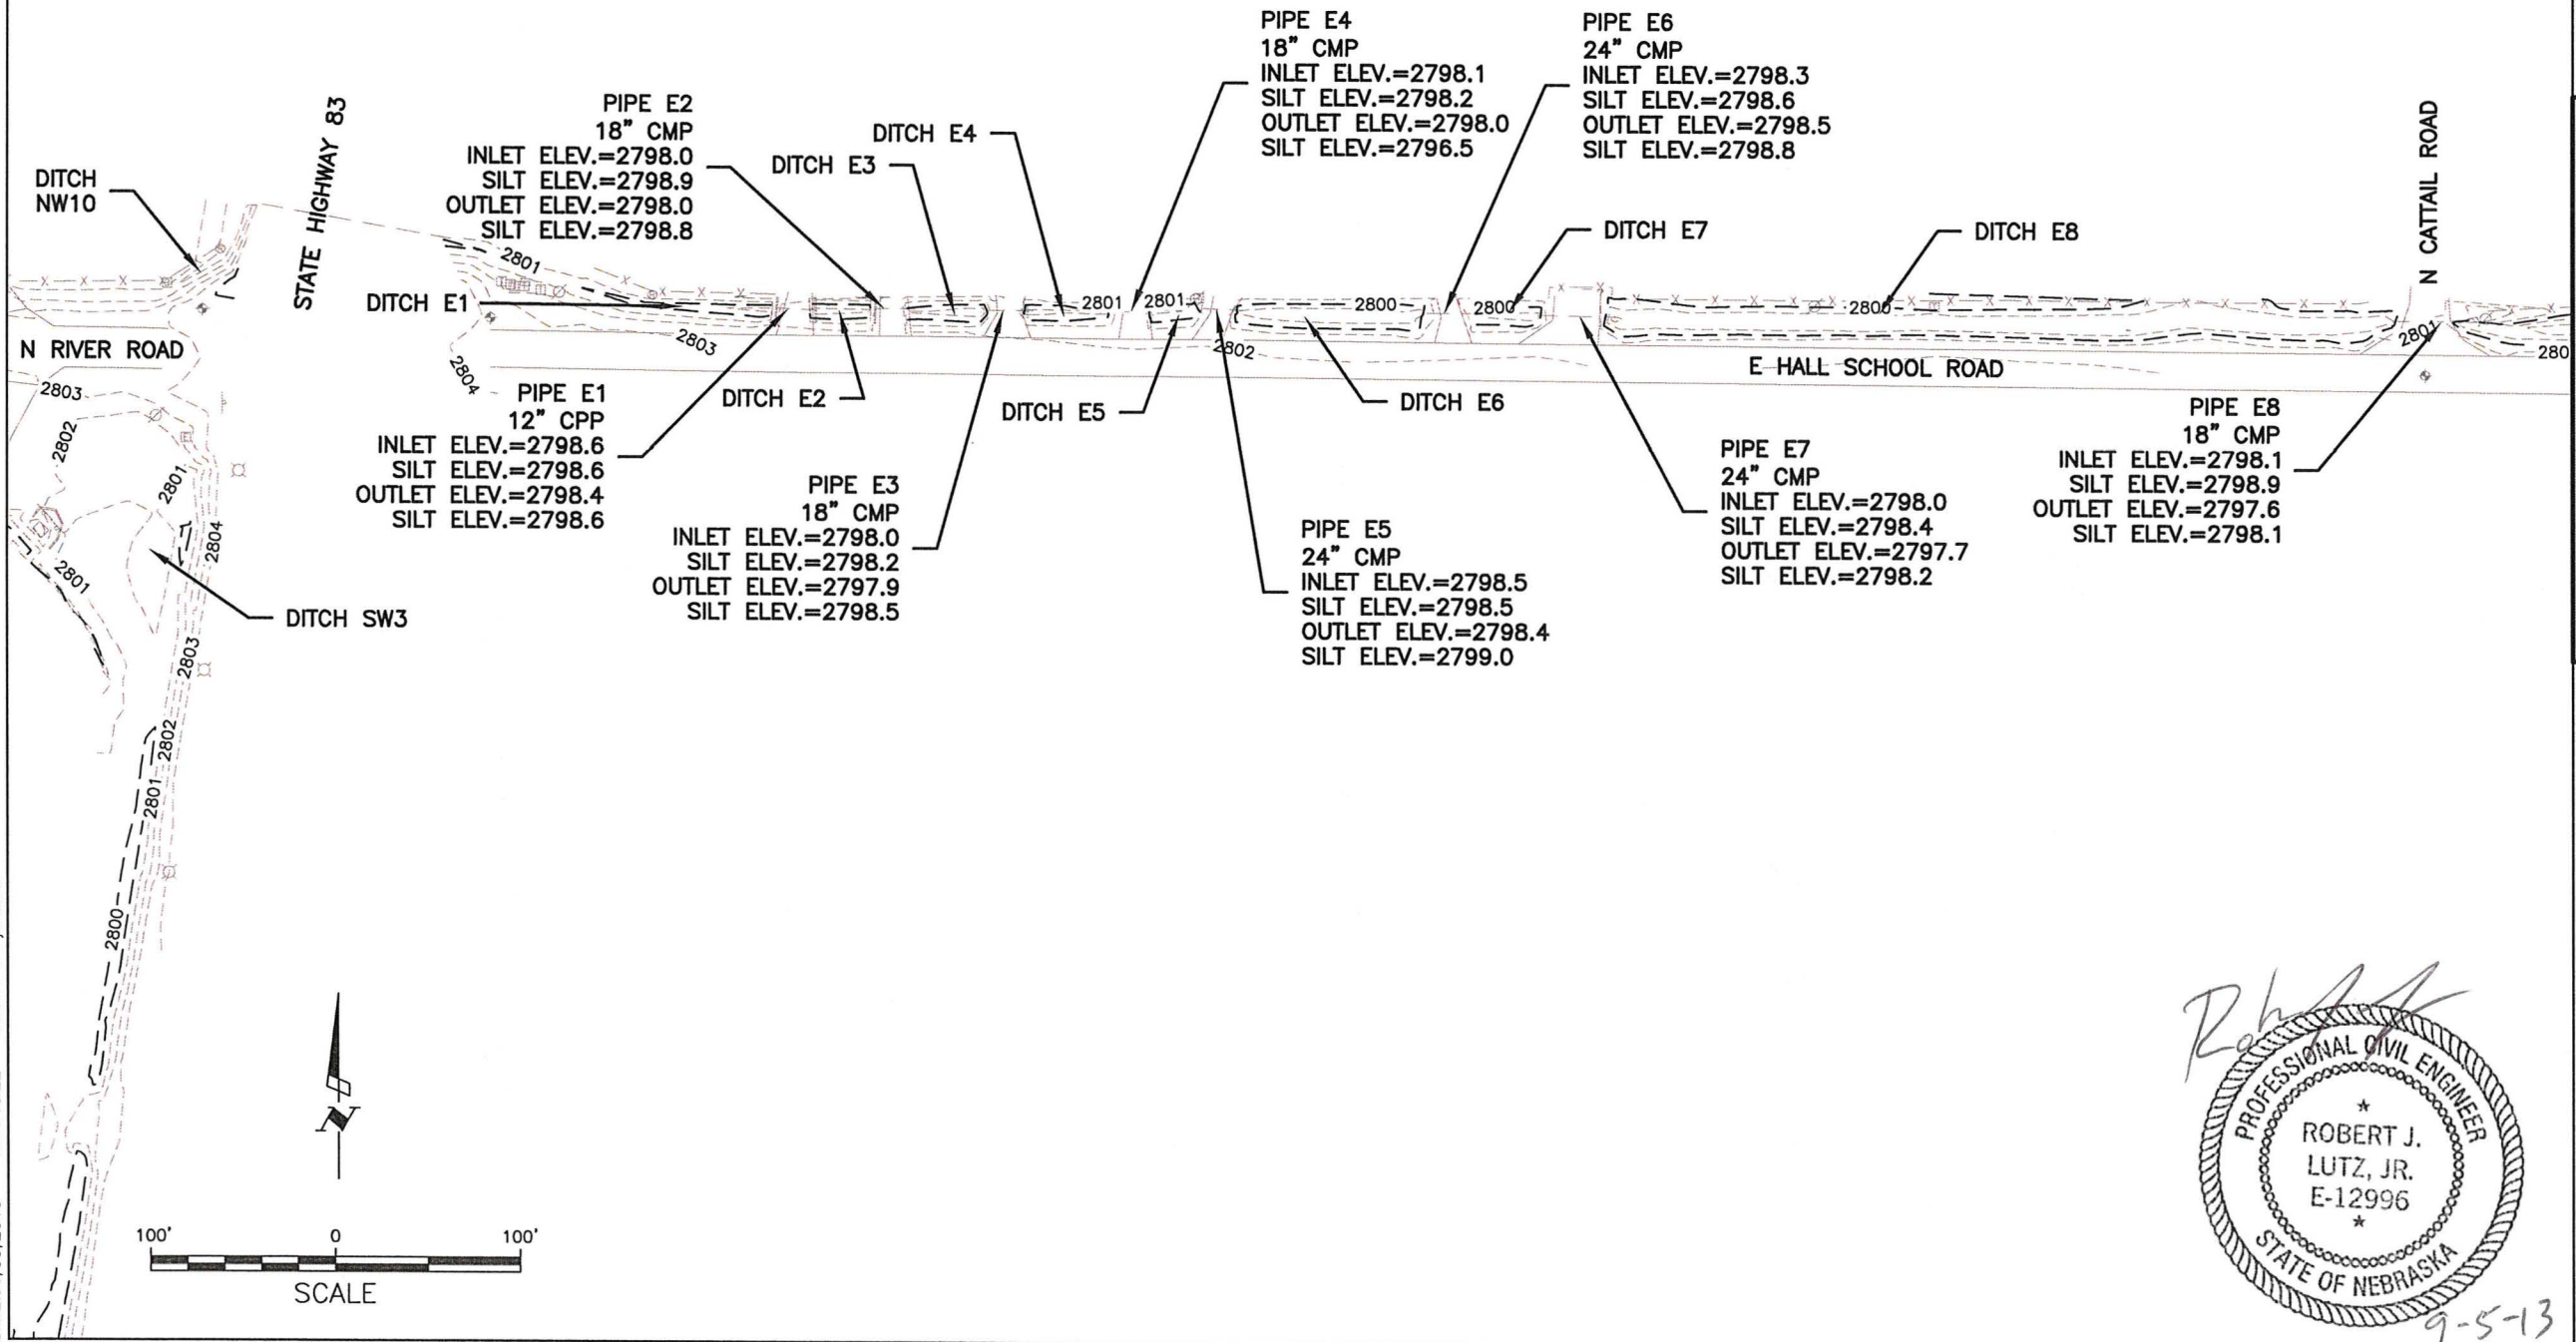 PIPE E4
18" CMP
INLET ELEV.=2798.1
SILT ELEV.=2798.2
OUTLET ELEV.=2798.0
SILT ELEV.=2796.5
PIPE E6
24" CMP
INLET ELEV.=2798.3
SILT ELEV.=2798.6
OUTLET ELEV.=2798.5
SILT ELEV.=2798.8
PIPE E2
18" CMP
INLET ELEV.=2798.0
SILT ELEV.=2798.9
OUTLET ELEV.=2798.0
SILT ELEV.=2798.8
DITCH E3
DITCH E4
DITCH
NW10
STATE HIGHWAY 83
N CATTAIL ROAD
DITCH E7
DITCH E8
2801
DITCH E1
2801
2801
2800
2800
2800
2801
280
N RIVER ROAD
2803
2802
2804
E HALL SCHOOL ROAD
2803
DITCH E2
DITCH E5
DITCH E6
PIPE E1
12" CPP
INLET ELEV.=2798.6
SILT ELEV.=2798.6
OUTLET ELEV.=2798.4
SILT ELEV.=2798.6
PIPE E3
18" CMP
INLET ELEV.=2798.0
SILT ELEV.=2798.2
OUTLET ELEV.=2797.9
SILT ELEV.=2798.5
PIPE E5
24" CMP
INLET ELEV.=2798.5
SILT ELEV.=2798.5
OUTLET ELEV.=2798.4
SILT ELEV.=2799.0
PIPE E7
24" CMP
INLET ELEV.=2798.0
SILT ELEV.=2798.4
OUTLET ELEV.=2797.7
SILT ELEV.=2798.2
PIPE E8
18" CMP
INLET ELEV.=2798.1
SILT ELEV.=2798.9
OUTLET ELEV.=2797.6
SILT ELEV.=2798.1
2802
2801
2804
2801
DITCH SW3
2803
2802
2801
2800
N
100' 0 100'
SCALE
PROFESSIONAL CIVIL ENGINEER
ROBERT J.
LUTZ, JR.
E-12996
STATE OF NEBRASKA
9-5-13